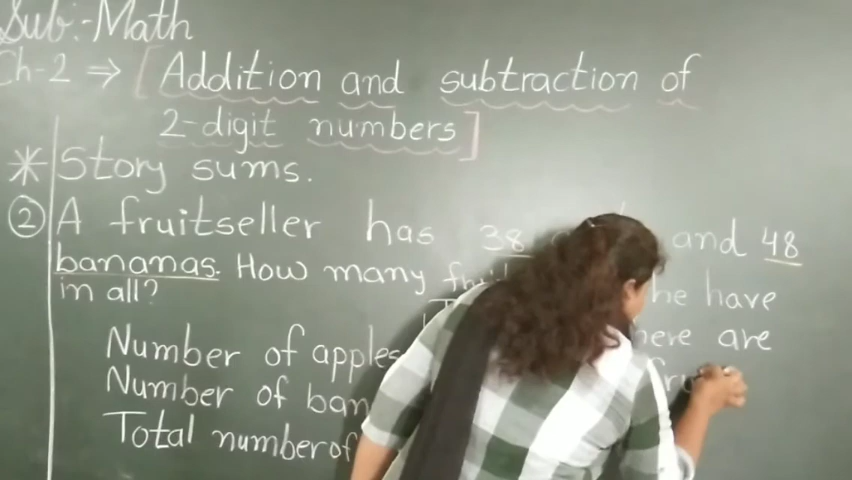 Sub:-Math
Ch-2 ⇒ [Addition and subtraction of
2-digit numbers]
* Story sums.
② A fruitseller has 38 and 48
bananas. How many he have
in all?
Number of apples here are
Number of
Total number of